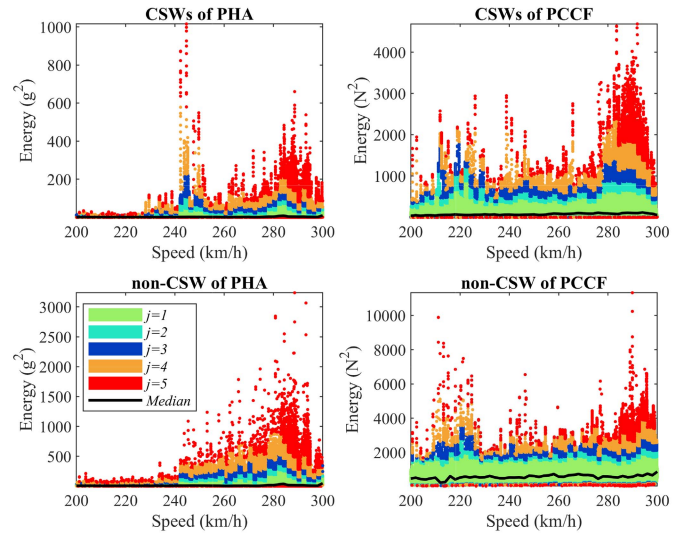 CSWs of PHA
1000
800
600
400
200
Energy (g²)
200 220 240 260 280 300
Speed (km/h)
CSWs of PCCF
4000
3000
2000
1000
Energy (N²)
200 220 240 260 280 300
Speed (km/h)
non-CSW of PHA
3000
2500
2000
1500
1000
500
Energy (g²)
j=1
j=2
j=3
j=4
j=5
Median
200 220 240 260 280 300
Speed (km/h)
non-CSW of PCCF
10000
8000
6000
4000
2000
Energy (N²)
200 220 240 260 280 300
Speed (km/h)